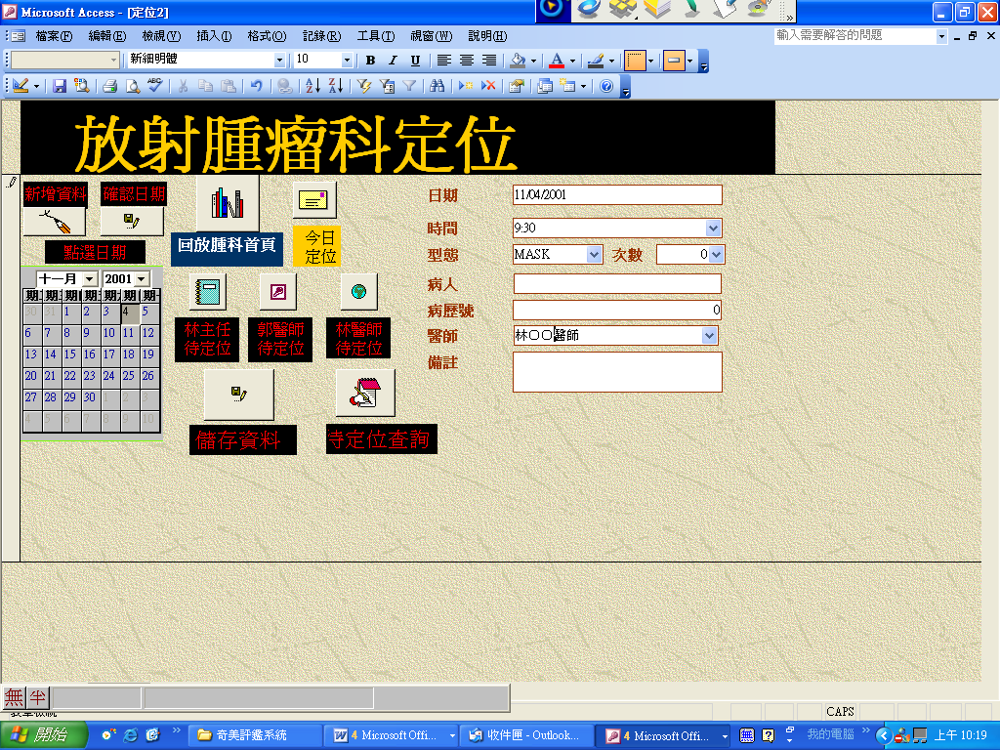 Microsoft Access - [定位2]
檔案(F) 編輯(E) 檢視(V) 插入(I) 格式(O) 記錄(R) 工具(T) 視窗(W) 說明(H) 輸入需要解答的問題
新細明體 10 B I U
放射腫瘤科定位
新增資料 確認日期
點選日期
回放腫科首頁
今日
定位
十一月 2001
期 期 期 期 期 期 期
30 31 1 2 3 4 5
6 7 8 9 10 11 12
13 14 15 16 17 18 19
20 21 22 23 24 25 26
27 28 29 30 1 2 3
4 5 6 7 8 9 10
林主任
待定位
郭醫師
待定位
林醫師
待定位
儲存資料
待定位查詢
日期 11/04/2001
時間 9:30
型態 MASK 次數 0
病人
病歷號 0
醫師 林〇〇醫師
備註
無 半
CAPS
開始 奇美評鑑系統 4 Microsoft Offi... 收件匣 - Outlook... 4 Microsoft Offi... 我的電腦 上午 10:19